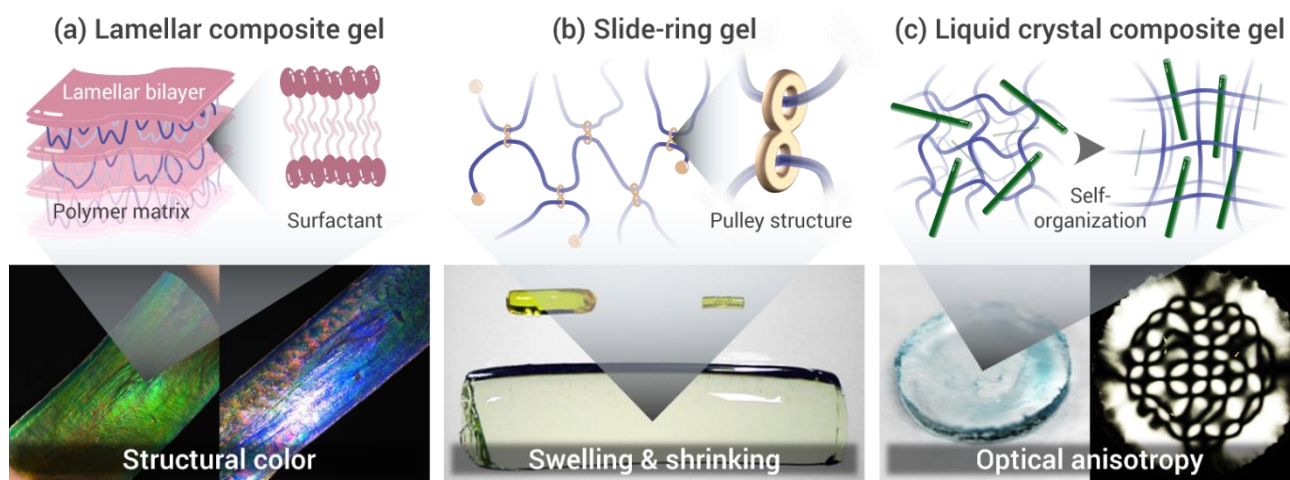 (a) Lamellar composite gel
Lamellar bilayer
Polymer matrix
Surfactant
Structural color
(b) Slide-ring gel
Pulley structure
Swelling & shrinking
(c) Liquid crystal composite gel
Self-
organization
Optical anisotropy